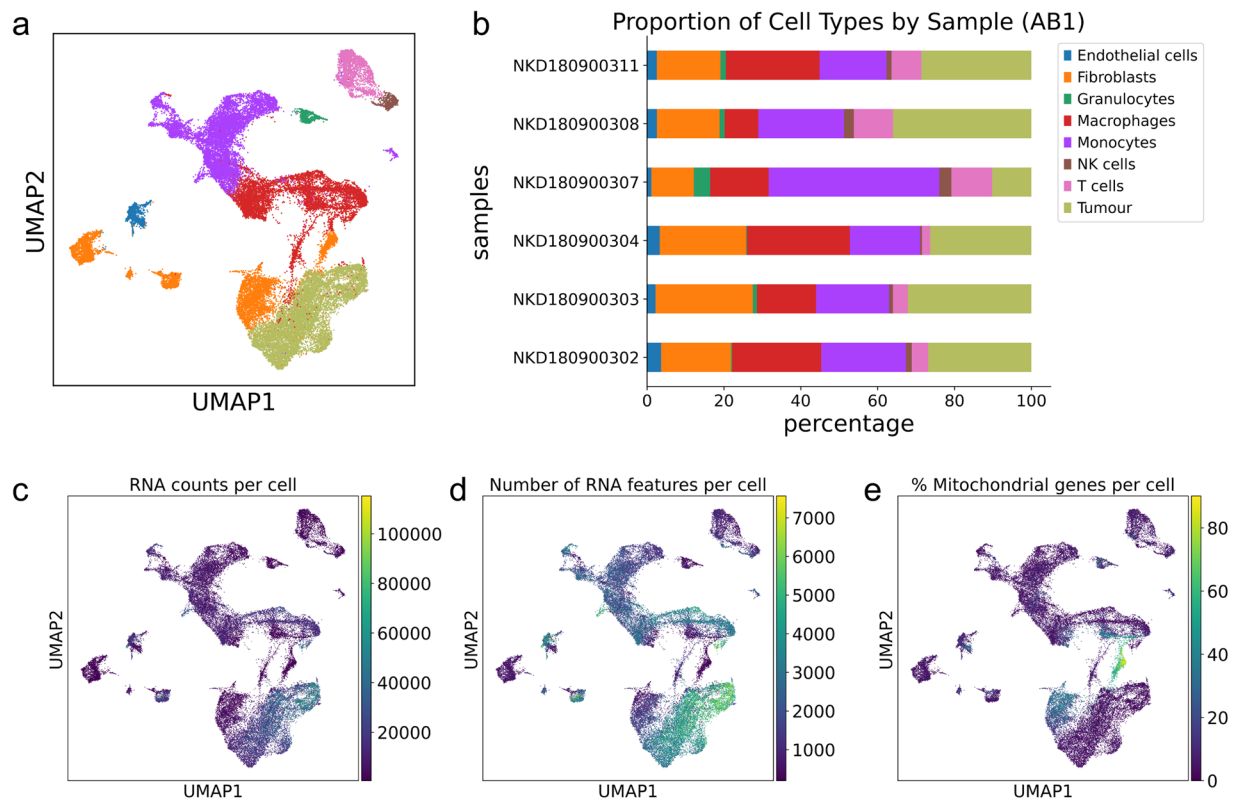 a
UMAP2
UMAP1
b
Proportion of Cell Types by Sample (AB1)
samples
NKD180900311
NKD180900308
NKD180900307
NKD180900304
NKD180900303
NKD180900302
0 20 40 60 80 100
percentage
Endothelial cells
Fibroblasts
Granulocytes
Macrophages
Monocytes
NK cells
T cells
Tumour
c
RNA counts per cell
UMAP2
UMAP1
100000
80000
60000
40000
20000
d
Number of RNA features per cell
UMAP2
UMAP1
7000
6000
5000
4000
3000
2000
1000
e
% Mitochondrial genes per cell
UMAP2
UMAP1
80
60
40
20
0